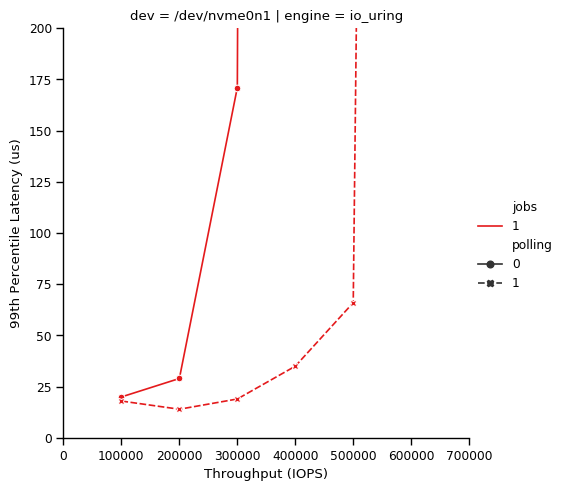 dev = /dev/nvme0n1 | engine = io_uring
200
175
150
125
100
75
50
25
0
99th Percentile Latency (us)
0 100000 200000 300000 400000 500000 600000 700000
Throughput (IOPS)
jobs
1
polling
0
1